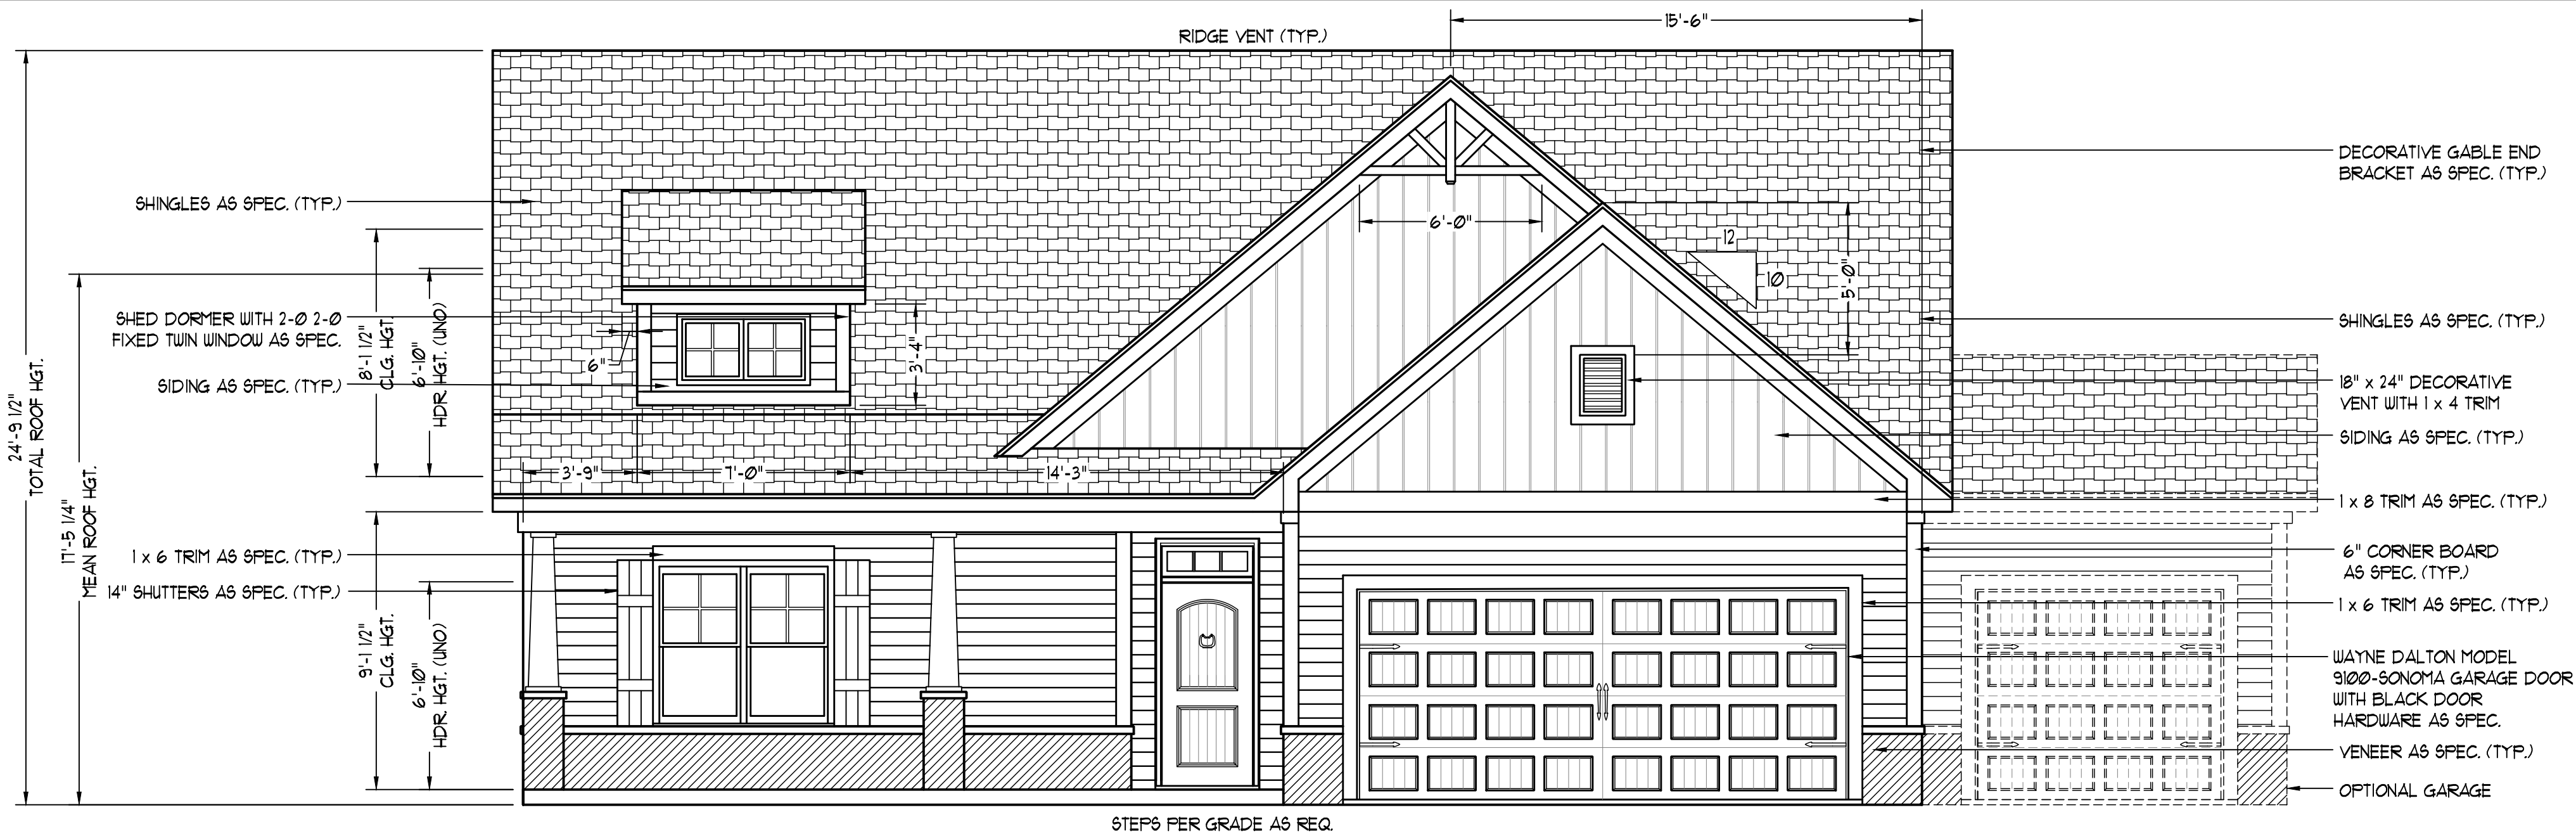 15'-6"
RIDGE VENT (TYP.)
DECORATIVE GABLE END
BRACKET AS SPEC. (TYP.)
SHINGLES AS SPEC. (TYP.)
6'-0"
12
10
5'-0"
24'-9 1/2"
TOTAL ROOF HGT.
17'-5 1/4"
MEAN ROOF HGT.
8'-1 1/2"
CLG. HGT.
6'-10"
HDR. HGT. (UNO)
SHED DORMER WITH 2-0 2-0
FIXED TWIN WINDOW AS SPEC.
SIDING AS SPEC. (TYP.)
6"
3'-4"
SHINGLES AS SPEC. (TYP.)
18" x 24" DECORATIVE
VENT WITH 1 x 4 TRIM
SIDING AS SPEC. (TYP.)
3'-9"
7'-0"
14'-3"
1 x 8 TRIM AS SPEC. (TYP.)
1 x 6 TRIM AS SPEC. (TYP.)
14" SHUTTERS AS SPEC. (TYP.)
9'-1 1/2"
CLG. HGT.
6'-10"
HDR. HGT. (UNO)
6" CORNER BOARD
AS SPEC. (TYP.)
1 x 6 TRIM AS SPEC. (TYP.)
WAYNE DALTON MODEL
9100-SONOMA GARAGE DOOR
WITH BLACK DOOR
HARDWARE AS SPEC.
VENEER AS SPEC. (TYP.)
OPTIONAL GARAGE
STEPS PER GRADE AS REQ.